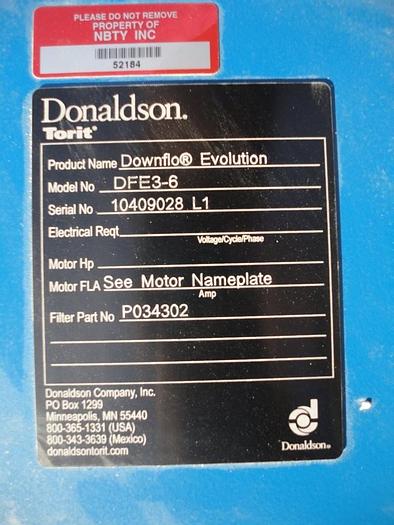 PLEASE DO NOT REMOVE
PROPERTY OF
NBTY INC
52184
Donaldson.
Torit®
Product Name Downflo® Evolution
Model No DFE3-6
Serial No 10409028 L1
Electrical Reqt
Voltage/Cycle/Phase
Motor Hp
Motor FLA See Motor Nameplate
Amp
Filter Part No P034302
Donaldson Company, Inc.
PO Box 1299
Minneapolis, MN 55440
800-365-1331 (USA)
800-343-3639 (Mexico)
donaldsontorit.com
Donaldson®